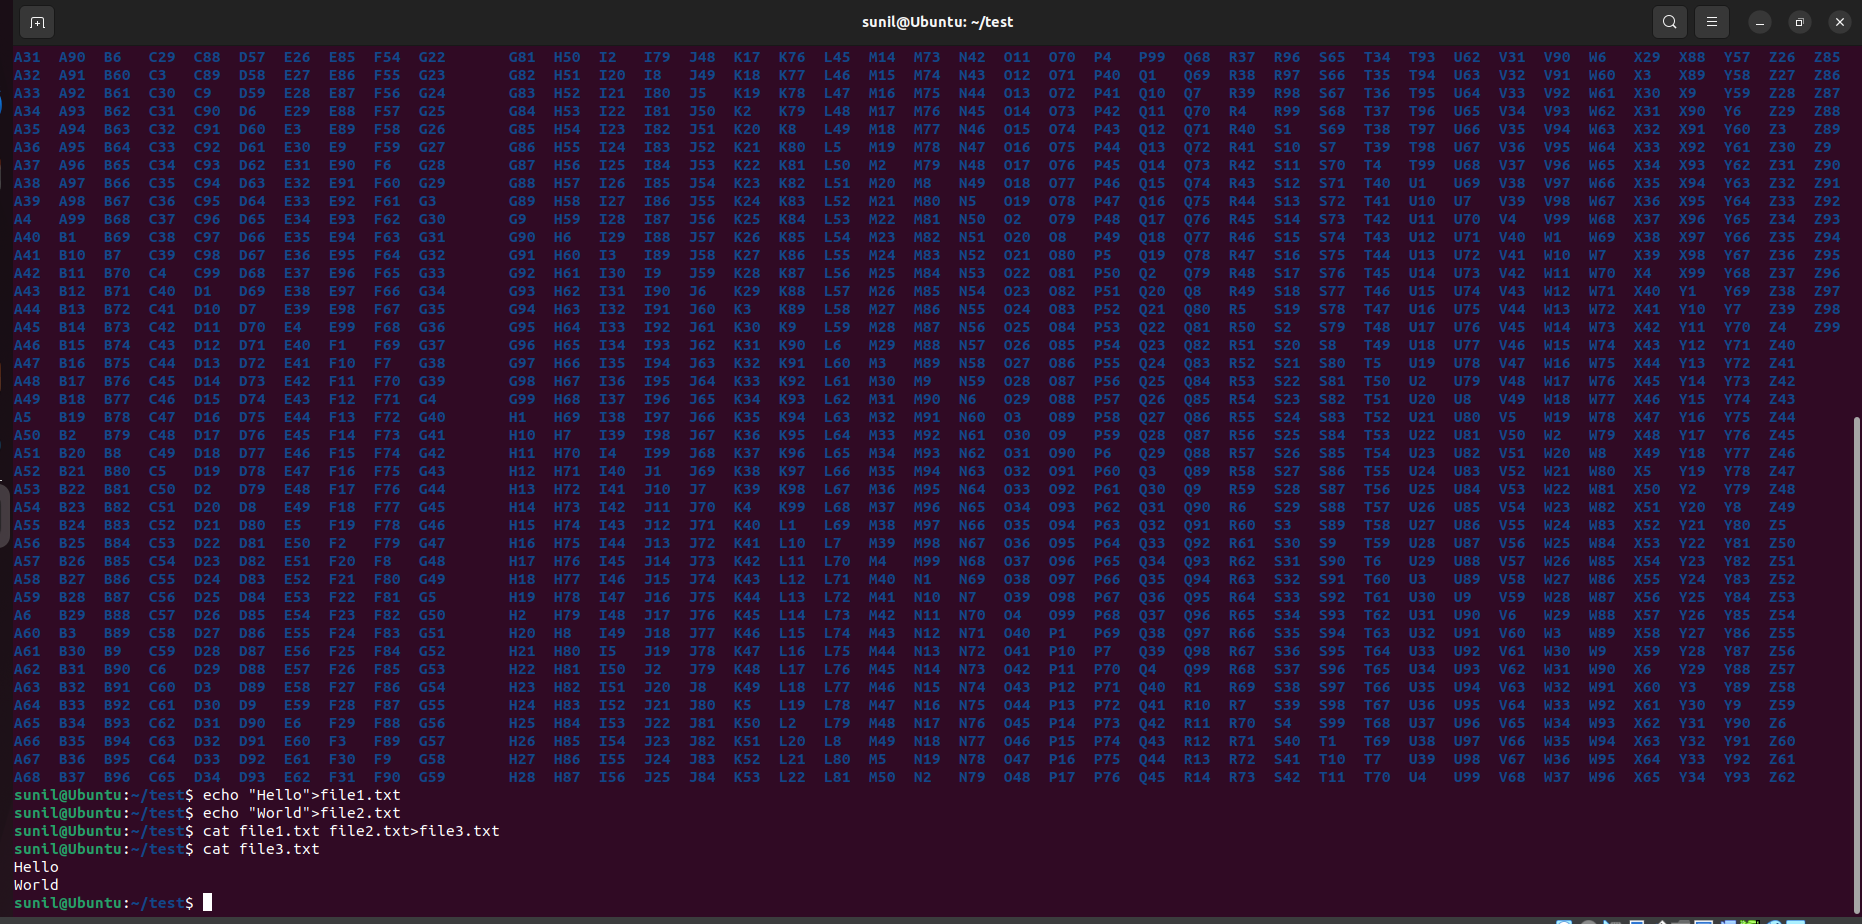 sunil@Ubuntu: ~/test
A31 A90 B6 C29 C88 D57 E26 E85 F54 G22 G81 H50 I2 I79 J48 K17 K76 L45 M14 M73 N42 O11 O70 P4 P99 Q68 R37 R96 S65 T34 T93 U62 V31 V90 W6 X29 X88 Y57 Z26 Z85
A32 A91 B60 C3 C89 D58 E27 E86 F55 G23 G82 H51 I20 I8 J49 K18 K77 L46 M15 M74 N43 O12 O71 P40 Q1 Q69 R38 R97 S66 T35 T94 U63 V32 V91 W60 X3 X89 Y58 Z27 Z86
A33 A92 B61 C30 C9 D59 E28 E87 F56 G24 G83 H52 I21 I80 J5 K19 K78 L47 M16 M75 N44 O13 O72 P41 Q10 Q7 R39 R98 S67 T36 T95 U64 V33 V92 W61 X30 X9 Y59 Z28 Z87
A34 A93 B62 C31 C90 D6 E29 E88 F57 G25 G84 H53 I22 I81 J50 K2 K79 L48 M17 M76 N45 O14 O73 P42 Q11 Q70 R4 R99 S68 T37 T96 U65 V34 V93 W62 X31 X90 Y6 Z29 Z88
A35 A94 B63 C32 C91 D60 E3 E89 F58 G26 G85 H54 I23 I82 J51 K20 K8 L49 M18 M77 N46 O15 O74 P43 Q12 Q71 R40 S1 S69 T38 T97 U66 V35 V94 W63 X32 X91 Y60 Z3 Z89
A36 A95 B64 C33 C92 D61 E30 E9 F59 G27 G86 H55 I24 I83 J52 K21 K80 L5 M19 M78 N47 O16 O75 P44 Q13 Q72 R41 S10 S7 T39 T98 U67 V36 V95 W64 X33 X92 Y61 Z30 Z9
A37 A96 B65 C34 C93 D62 E31 E90 F6 G28 G87 H56 I25 I84 J53 K22 K81 L50 M2 M79 N48 O17 O76 P45 Q14 Q73 R42 S11 S70 T4 T99 U68 V37 V96 W65 X34 X93 Y62 Z31 Z90
A38 A97 B66 C35 C94 D63 E32 E91 F60 G29 G88 H57 I26 I85 J54 K23 K82 L51 M20 M8 N49 O18 O77 P46 Q15 Q74 R43 S12 S71 T40 U1 U69 V38 V97 W66 X35 X94 Y63 Z32 Z91
A39 A98 B67 C36 C95 D64 E33 E92 F61 G3 G89 H58 I27 I86 J55 K24 K83 L52 M21 M80 N5 O19 O78 P47 Q16 Q75 R44 S13 S72 T41 U10 U7 V39 V98 W67 X36 X95 Y64 Z33 Z92
A4 A99 B68 C37 C96 D65 E34 E93 F62 G30 G9 H59 I28 I87 J56 K25 K84 L53 M22 M81 N50 O2 O79 P48 Q17 Q76 R45 S14 S73 T42 U11 U70 V4 V99 W68 X37 X96 Y65 Z34 Z93
A40 B1 B69 C38 C97 D66 E35 E94 F63 G31 G90 H6 I29 I88 J57 K26 K85 L54 M23 M82 N51 O20 O8 P49 Q18 Q77 R46 S15 S74 T43 U12 U71 V40 W1 W69 X38 X97 Y66 Z35 Z94
A41 B10 B7 C39 C98 D67 E36 E95 F64 G32 G91 H60 I3 I89 J58 K27 K86 L55 M24 M83 N52 O21 O80 P5 Q19 Q78 R47 S16 S75 T44 U13 U72 V41 W10 W7 X39 X98 Y67 Z36 Z95
A42 B11 B70 C4 C99 D68 E37 E96 F65 G33 G92 H61 I30 I9 J59 K28 K87 L56 M25 M84 N53 O22 O81 P50 Q2 Q79 R48 S17 S76 T45 U14 U73 V42 W11 W70 X4 X99 Y68 Z37 Z96
A43 B12 B71 C40 D1 D69 E38 E97 F66 G34 G93 H62 I31 I90 J6 K29 K88 L57 M26 M85 N54 O23 O82 P51 Q20 Q8 R49 S18 S77 T46 U15 U74 V43 W12 W71 X40 Y1 Y69 Z38 Z97
A44 B13 B72 C41 D10 D7 E39 E98 F67 G35 G94 H63 I32 I91 J60 K3 K89 L58 M27 M86 N55 O24 O83 P52 Q21 Q80 R5 S19 S78 T47 U16 U75 V44 W13 W72 X41 Y10 Y7 Z39 Z98
A45 B14 B73 C42 D11 D70 E4 E99 F68 G36 G95 H64 I33 I92 J61 K30 K9 L59 M28 M87 N56 O25 O84 P53 Q22 Q81 R50 S2 S79 T48 U17 U76 V45 W14 W73 X42 Y11 Y70 Z4 Z99
A46 B15 B74 C43 D12 D71 E40 F1 F69 G37 G96 H65 I34 I93 J62 K31 K90 L6 M29 M88 N57 O26 O85 P54 Q23 Q82 R51 S20 S8 T49 U18 U77 V46 W15 W74 X43 Y12 Y71 Z40
A47 B16 B75 C44 D13 D72 E41 F10 F7 G38 G97 H66 I35 I94 J63 K32 K91 L60 M3 M89 N58 O27 O86 P55 Q24 Q83 R52 S21 S80 T5 U19 U78 V47 W16 W75 X44 Y13 Y72 Z41
A48 B17 B76 C45 D14 D73 E42 F11 F70 G39 G98 H67 I36 I95 J64 K33 K92 L61 M30 M9 N59 O28 O87 P56 Q25 Q84 R53 S22 S81 T50 U2 U79 V48 W17 W76 X45 Y14 Y73 Z42
A49 B18 B77 C46 D15 D74 E43 F12 F71 G4 G99 H68 I37 I96 J65 K34 K93 L62 M31 M90 N6 O29 O88 P57 Q26 Q85 R54 S23 S82 T51 U20 U8 V49 W18 W77 X46 Y15 Y74 Z43
A5 B19 B78 C47 D16 D75 E44 F13 F72 G40 H1 H69 I38 I97 J66 K35 K94 L63 M32 M91 N60 O3 O89 P58 Q27 Q86 R55 S24 S83 T52 U21 U80 V5 W19 W78 X47 Y16 Y75 Z44
A50 B2 B79 C48 D17 D76 E45 F14 F73 G41 H10 H7 I39 I98 J67 K36 K95 L64 M33 M92 N61 O30 O9 P59 Q28 Q87 R56 S25 S84 T53 U22 U81 V50 W2 W79 X48 Y17 Y76 Z45
A51 B20 B8 C49 D18 D77 E46 F15 F74 G42 H11 H70 I4 I99 J68 K37 K96 L65 M34 M93 N62 O31 O90 P6 Q29 Q88 R57 S26 S85 T54 U23 U82 V51 W20 W8 X49 Y18 Y77 Z46
A52 B21 B80 C5 D19 D78 E47 F16 F75 G43 H12 H71 I40 J1 J69 K38 K97 L66 M35 M94 N63 O32 O91 P60 Q3 Q89 R58 S27 S86 T55 U24 U83 V52 W21 W80 X5 Y19 Y78 Z47
A53 B22 B81 C50 D2 D79 E48 F17 F76 G44 H13 H72 I41 J10 J7 K39 K98 L67 M36 M95 N64 O33 O92 P61 Q30 Q9 R59 S28 S87 T56 U25 U84 V53 W22 W81 X50 Y2 Y79 Z48
A54 B23 B82 C51 D20 D8 E49 F18 F77 G45 H14 H73 I42 J11 J70 K4 K99 L68 M37 M96 N65 O34 O93 P62 Q31 Q90 R6 S29 S88 T57 U26 U85 V54 W23 W82 X51 Y20 Y8 Z49
A55 B24 B83 C52 D21 D80 E5 F19 F78 G46 H15 H74 I43 J12 J71 K40 L1 L69 M38 M97 N66 O35 O94 P63 Q32 Q91 R60 S3 S89 T58 U27 U86 V55 W24 W83 X52 Y21 Y80 Z5
A56 B25 B84 C53 D22 D81 E50 F2 F79 G47 H16 H75 I44 J13 J72 K41 L10 L7 M39 M98 N67 O36 O95 P64 Q33 Q92 R61 S30 S9 T59 U28 U87 V56 W25 W84 X53 Y22 Y81 Z50
A57 B26 B85 C54 D23 D82 E51 F20 F8 G48 H17 H76 I45 J14 J73 K42 L11 L70 M4 M99 N68 O37 O96 P65 Q34 Q93 R62 S31 S90 T6 U29 U88 V57 W26 W85 X54 Y23 Y82 Z51
A58 B27 B86 C55 D24 D83 E52 F21 F80 G49 H18 H77 I46 J15 J74 K43 L12 L71 M40 N1 N69 O38 O97 P66 Q35 Q94 R63 S32 S91 T60 U3 U89 V58 W27 W86 X55 Y24 Y83 Z52
A59 B28 B87 C56 D25 D84 E53 F22 F81 G5 H19 H78 I47 J16 J75 K44 L13 L72 M41 N10 N7 O39 O98 P67 Q36 Q95 R64 S33 S92 T61 U30 U9 V59 W28 W87 X56 Y25 Y84 Z53
A6 B29 B88 C57 D26 D85 E54 F23 F82 G50 H2 H79 I48 J17 J76 K45 L14 L73 M42 N11 N70 O4 O99 P68 Q37 Q96 R65 S34 S93 T62 U31 U90 V6 W29 W88 X57 Y26 Y85 Z54
A60 B3 B89 C58 D27 D86 E55 F24 F83 G51 H20 H8 I49 J18 J77 K46 L15 L74 M43 N12 N71 O40 P1 P69 Q38 Q97 R66 S35 S94 T63 U32 U91 V60 W3 W89 X58 Y27 Y86 Z55
A61 B30 B9 C59 D28 D87 E56 F25 F84 G52 H21 H80 I5 J19 J78 K47 L16 L75 M44 N13 N72 O41 P10 P7 Q39 Q98 R67 S36 S95 T64 U33 U92 V61 W30 W9 X59 Y28 Y87 Z56
A62 B31 B90 C6 D29 D88 E57 F26 F85 G53 H22 H81 I50 J2 J79 K48 L17 L76 M45 N14 N73 O42 P11 P70 Q4 Q99 R68 S37 S96 T65 U34 U93 V62 W31 W90 X6 Y29 Y88 Z57
A63 B32 B91 C60 D3 D89 E58 F27 F86 G54 H23 H82 I51 J20 J8 K49 L18 L77 M46 N15 N74 O43 P12 P71 Q40 R1 R69 S38 S97 T66 U35 U94 V63 W32 W91 X60 Y3 Y89 Z58
A64 B33 B92 C61 D30 D9 E59 F28 F87 G55 H24 H83 I52 J21 J80 K5 L19 L78 M47 N16 N75 O44 P13 P72 Q41 R10 R7 S39 S98 T67 U36 U95 V64 W33 W92 X61 Y30 Y9 Z59
A65 B34 B93 C62 D31 D90 E6 F29 F88 G56 H25 H84 I53 J22 J81 K50 L2 L79 M48 N17 N76 O45 P14 P73 Q42 R11 R70 S4 S99 T68 U37 U96 V65 W34 W93 X62 Y31 Y90 Z6
A66 B35 B94 C63 D32 D91 E60 F3 F89 G57 H26 H85 I54 J23 J82 K51 L20 L8 M49 N18 N77 O46 P15 P74 Q43 R12 R71 S40 T1 T69 U38 U97 V66 W35 W94 X63 Y32 Y91 Z60
A67 B36 B95 C64 D33 D92 E61 F30 F9 G58 H27 H86 I55 J24 J83 K52 L21 L80 M5 N19 N78 O47 P16 P75 Q44 R13 R72 S41 T10 T7 U39 U98 V67 W36 W95 X64 Y33 Y92 Z61
A68 B37 B96 C65 D34 D93 E62 F31 F90 G59 H28 H87 I56 J25 J84 K53 L22 L81 M50 N2 N79 O48 P17 P76 Q45 R14 R73 S42 T11 T70 U4 U99 V68 W37 W96 X65 Y34 Y93 Z62
sunil@Ubuntu:~/test$ echo "Hello">file1.txt
sunil@Ubuntu:~/test$ echo "World">file2.txt
sunil@Ubuntu:~/test$ cat file1.txt file2.txt>file3.txt
sunil@Ubuntu:~/test$ cat file3.txt
Hello
World
sunil@Ubuntu:~/test$